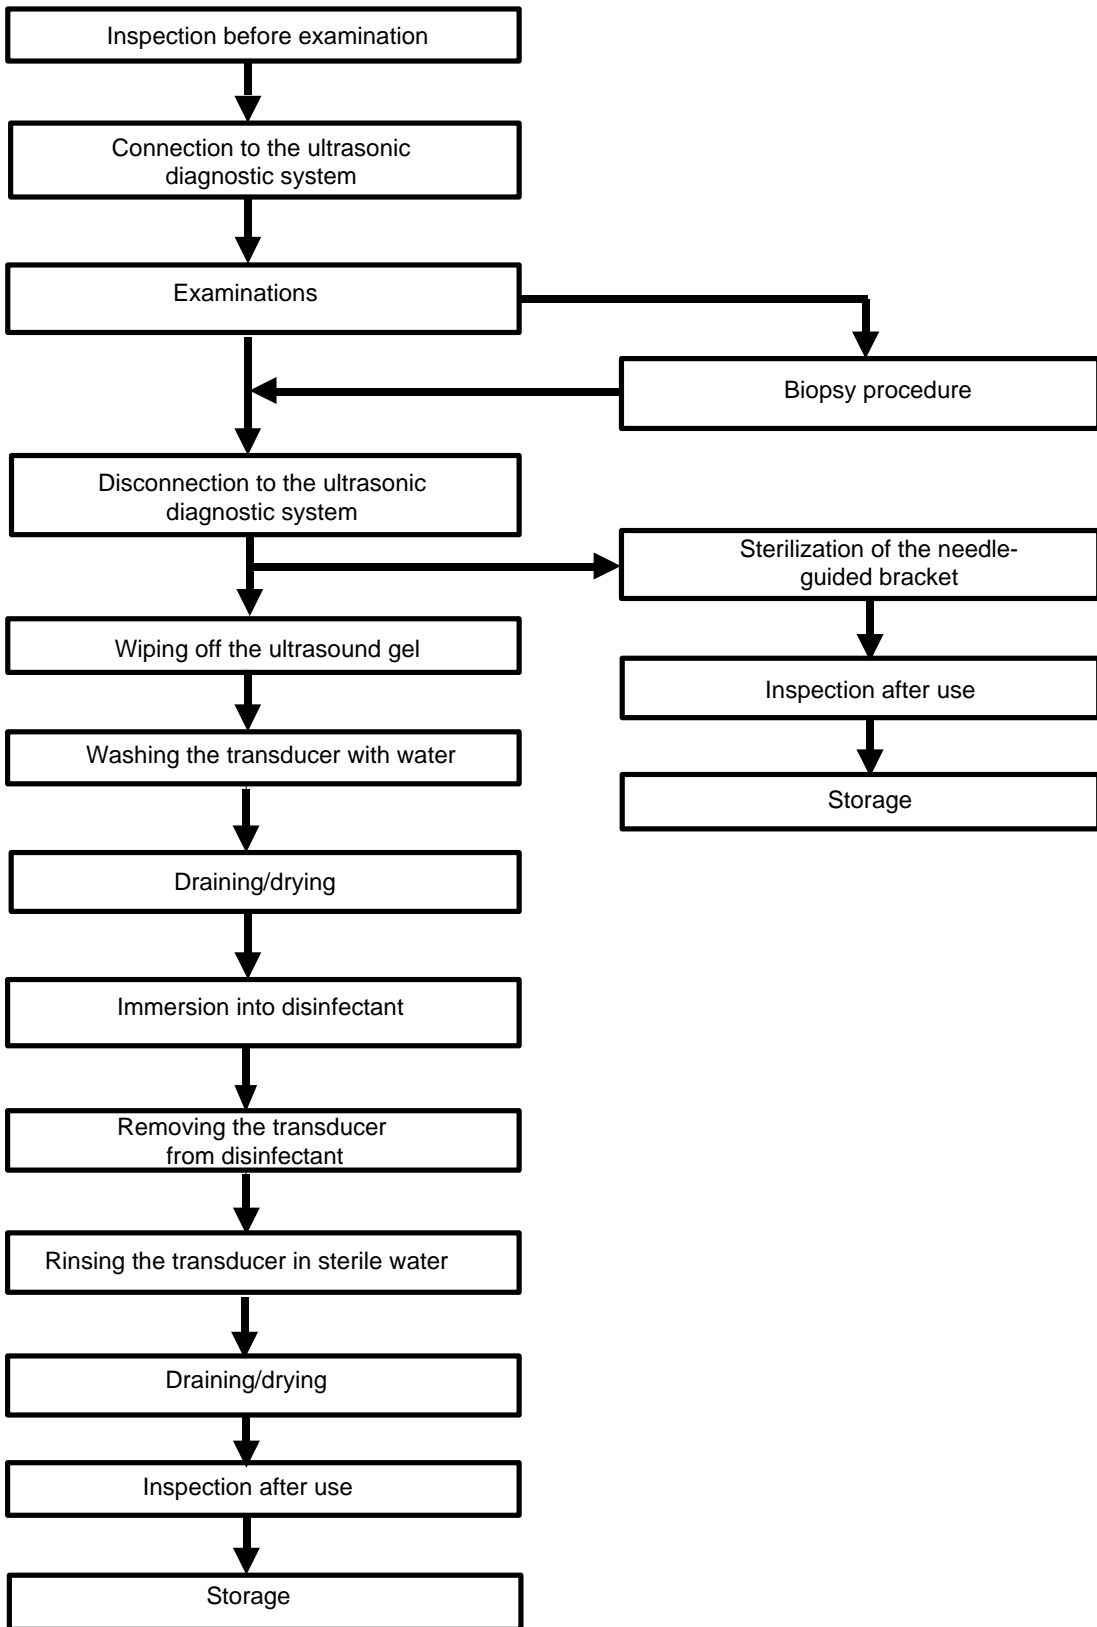 Inspection before examination
Connection to the ultrasonic
diagnostic system
Examinations
Biopsy procedure
Disconnection to the ultrasonic
diagnostic system
Sterilization of the needle-
guided bracket
Wiping off the ultrasound gel
Inspection after use
Washing the transducer with water
Storage
Draining/drying
Immersion into disinfectant
Removing the transducer
from disinfectant
Rinsing the transducer in sterile water
Draining/drying
Inspection after use
Storage